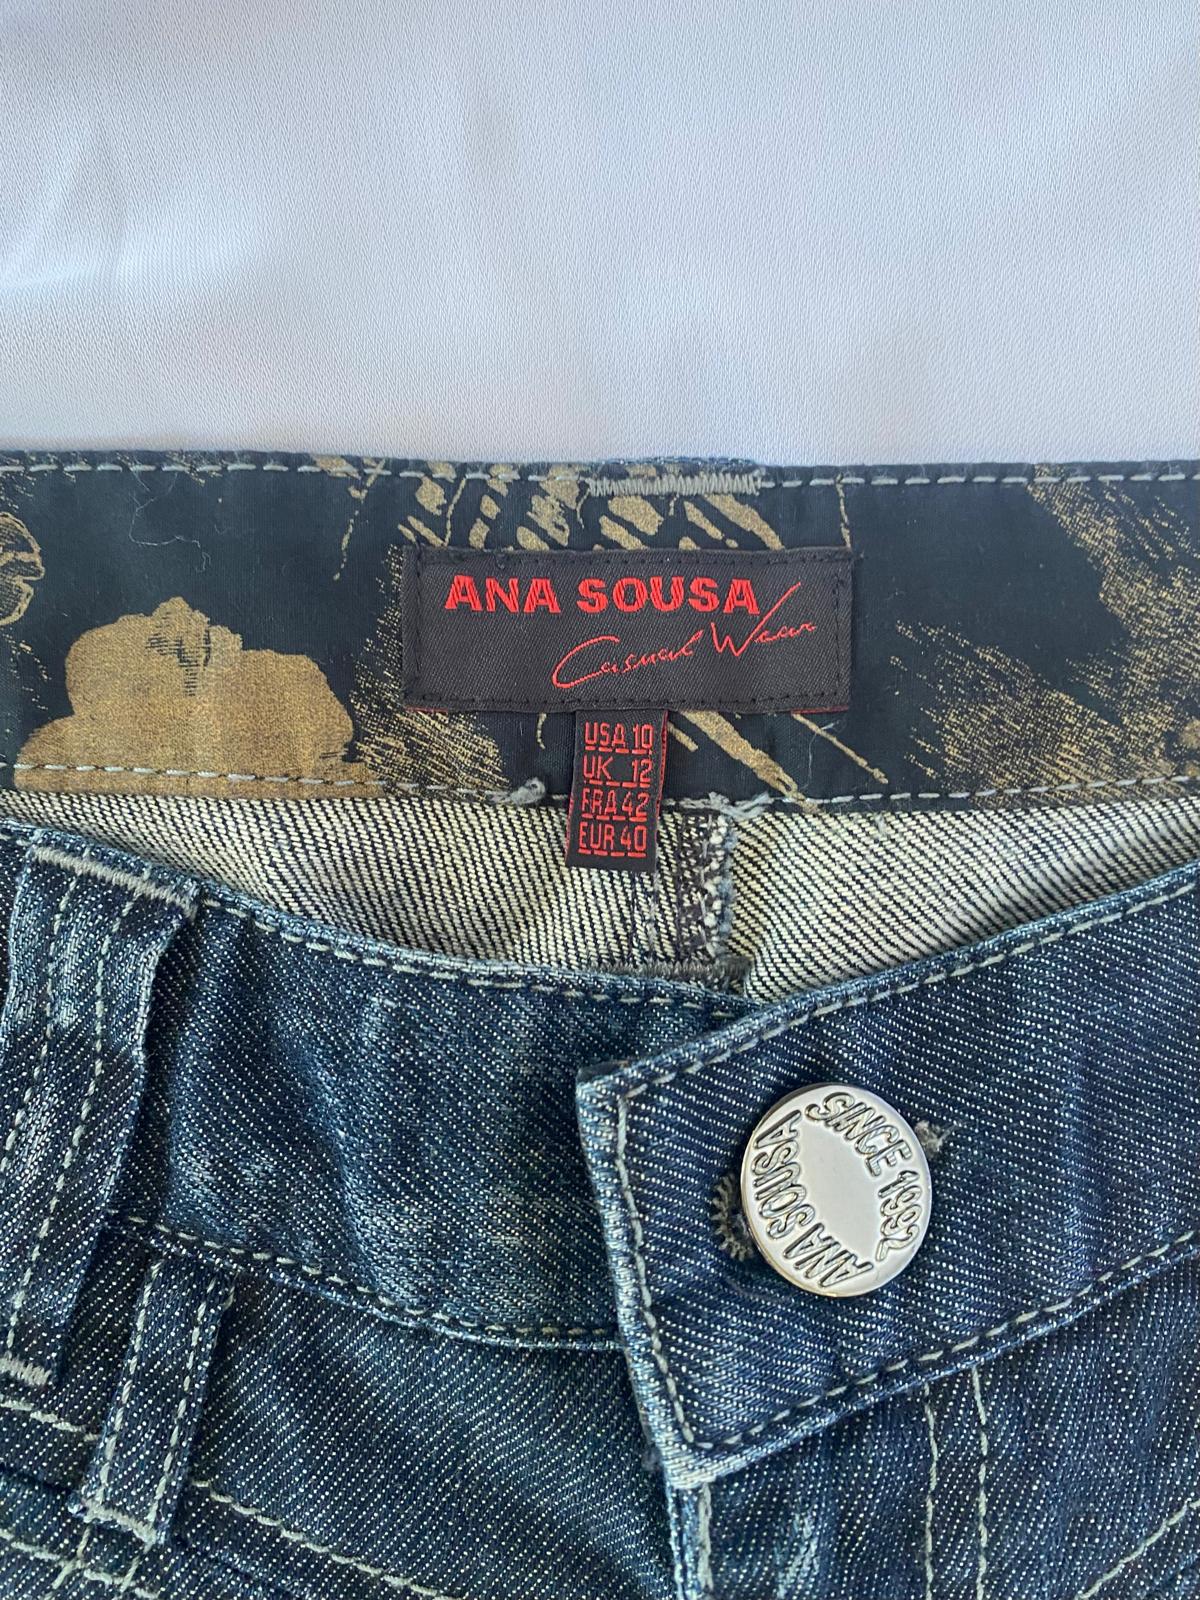 ANA SOUSA
Casual Wear
USA 10
UK 12
FRA 42
EUR 40
SINCE 1992
ANA SOUSA